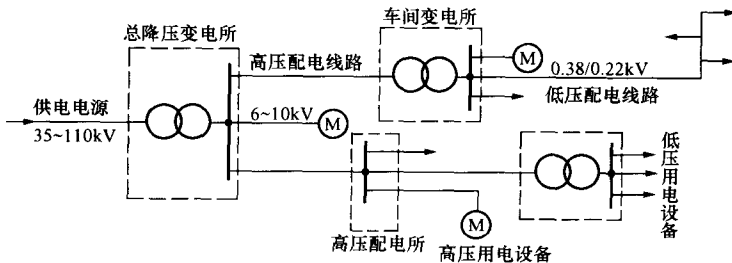 总降压变电所
车间变电所
高压配电线路
M
0.38/0.22kV
低压配电线路
供电电源
35~110kV
6~10kV
M
低压用电设备
M
高压配电所
高压用电设备